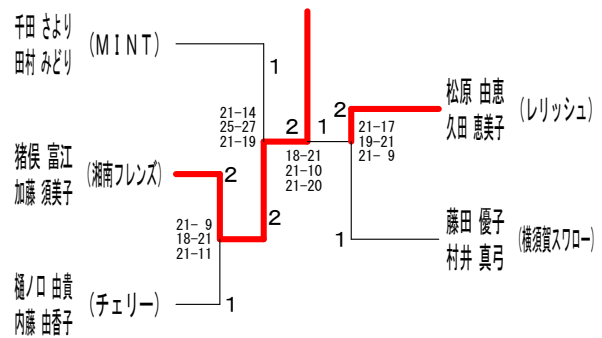 千田 さより
田村 みどり
(ＭＩＮＴ)
1
21-14
25-27
21-19
2
1
18-21
21-10
21-20
2
21-17
19-21
21- 9
松原 由恵
久田 恵美子
(レリッシュ)
猪俣 富江
加藤 須美子
(湘南フレンズ)
2
21- 9
18-21
21-11
2
1
藤田 優子
村井 真弓
(横須賀スワロー)
樋ノ口 由貴
内藤 由香子
(チェリー)
1